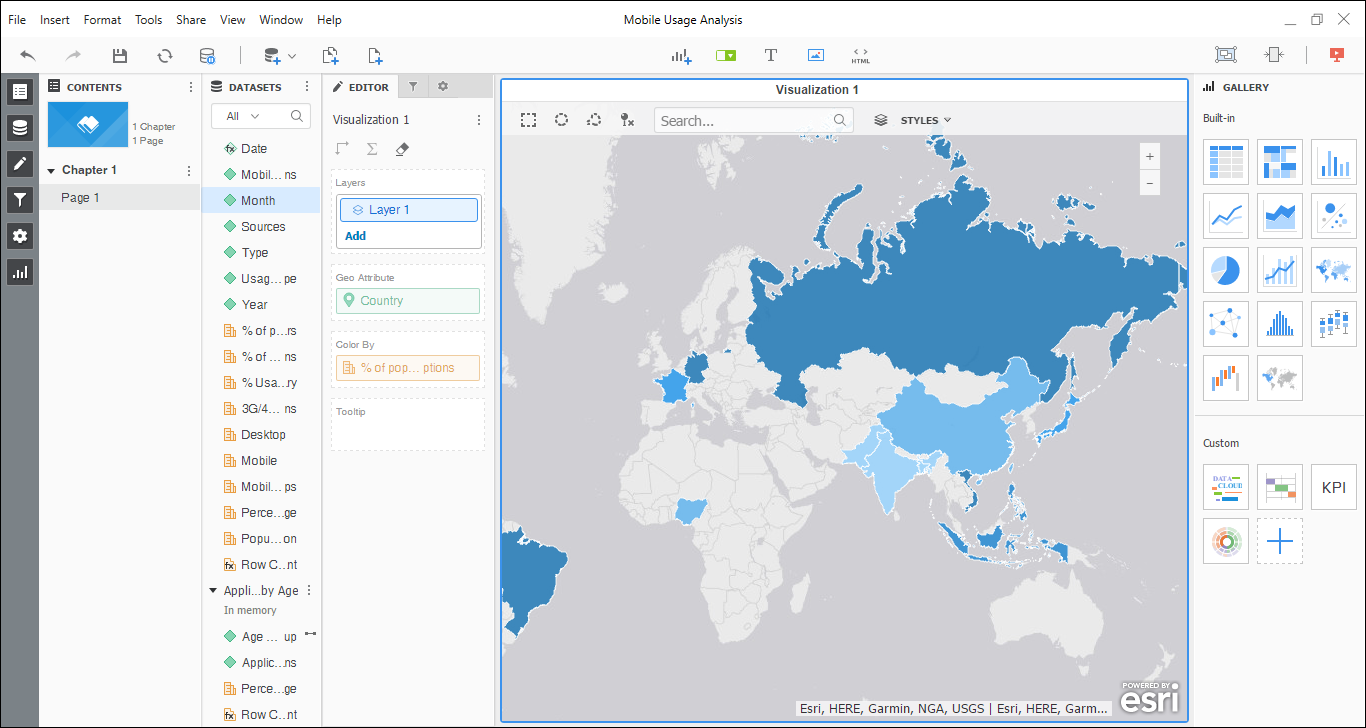 File Insert Format Tools Share View Window Help
Mobile Usage Analysis
HTML
CONTENTS
1 Chapter
1 Page
Chapter 1
Page 1
DATASETS
All
fx Date
Mobil... ns
Month
Sources
Type
Usag... pe
Year
% of p...rs
% of ... ns
% Usa...ry
3G/4... ns
Desktop
Mobile
Mobil... ps
Perce...ge
Popu...on
fx Row C...nt
Appli...by Age
In memory
Age ... up
Applic...ns
Perce...ge
fx Row C...nt
EDITOR
Visualization 1
Layers
Layer 1
Add
Geo Attribute
Country
Color By
% of pop... ptions
Tooltip
Visualization 1
Search...
STYLES
+
−
POWERED BY
esri
Esri, HERE, Garmin, NGA, USGS | Esri, HERE, Garm...
GALLERY
Built-in
Custom
DATA
CLOUD
KPI